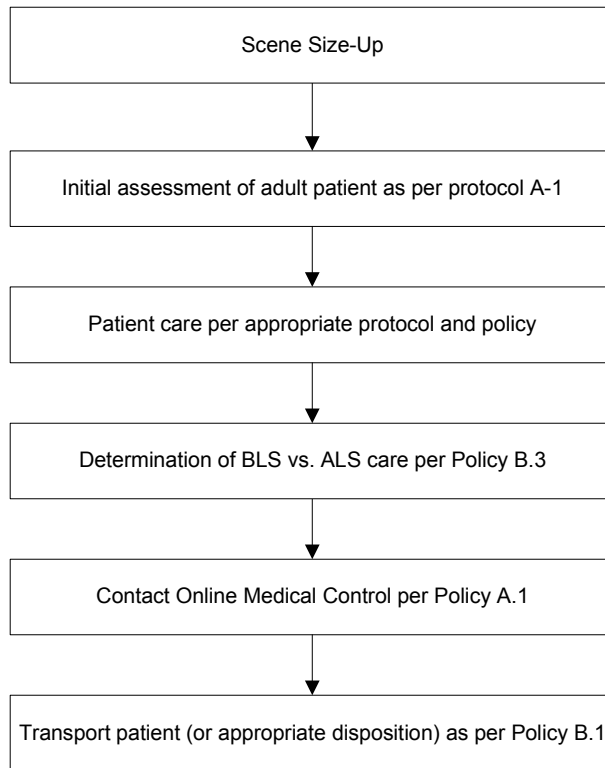 Scene Size-Up
Initial assessment of adult patient as per protocol A-1
Patient care per appropriate protocol and policy
Determination of BLS vs. ALS care per Policy B.3
Contact Online Medical Control per Policy A.1
Transport patient (or appropriate disposition) as per Policy B.1